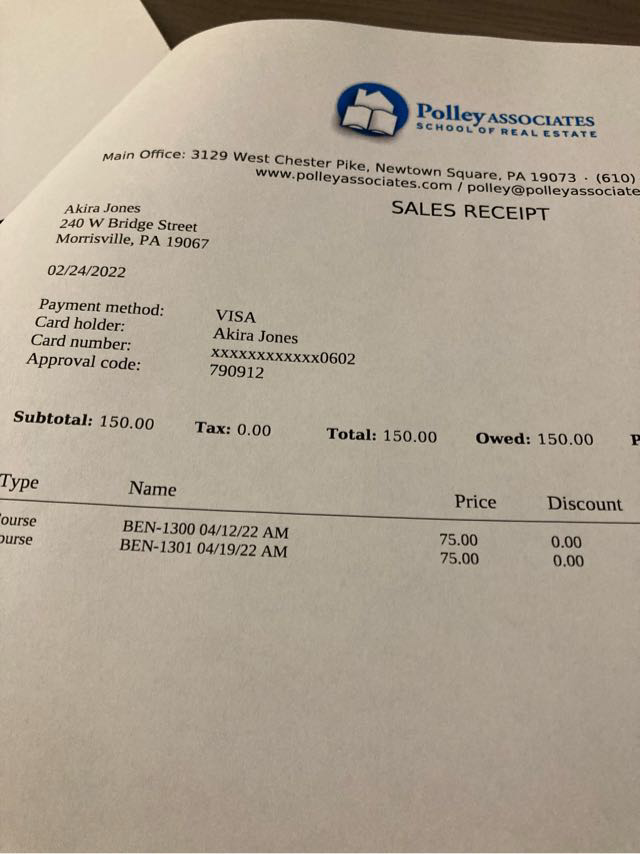 Polley ASSOCIATES
SCHOOL OF REAL ESTATE
Main Office: 3129 West Chester Pike, Newtown Square, PA 19073 · (610)
www.polleyassociates.com / polley@polleyassociate
SALES RECEIPT
Akira Jones
240 W Bridge Street
Morrisville, PA 19067
02/24/2022
Payment method: VISA
Card holder: Akira Jones
Card number: xxxxxxxxxxxx0602
Approval code: 790912
Subtotal: 150.00 Tax: 0.00 Total: 150.00 Owed: 150.00 P
Type Name Price Discount
ourse BEN-1300 04/12/22 AM 75.00 0.00
ourse BEN-1301 04/19/22 AM 75.00 0.00